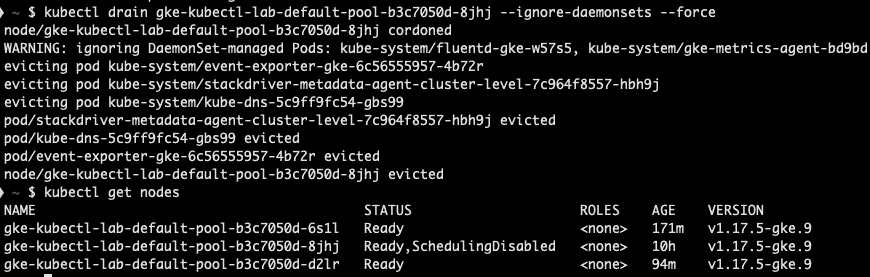 ~ $ kubectl drain gke-kubectl-lab-default-pool-b3c7050d-8jhj --ignore-daemonsets --force
node/gke-kubectl-lab-default-pool-b3c7050d-8jhj cordoned
WARNING: ignoring DaemonSet-managed Pods: kube-system/fluentd-gke-w57s5, kube-system/gke-metrics-agent-bd9bd
evicting pod kube-system/event-exporter-gke-6c56555957-4b72r
evicting pod kube-system/stackdriver-metadata-agent-cluster-level-7c964f8557-hbh9j
evicting pod kube-system/kube-dns-5c9ff9fc54-gbs99
pod/stackdriver-metadata-agent-cluster-level-7c964f8557-hbh9j evicted
pod/kube-dns-5c9ff9fc54-gbs99 evicted
pod/event-exporter-gke-6c56555957-4b72r evicted
node/gke-kubectl-lab-default-pool-b3c7050d-8jhj evicted
~ $ kubectl get nodes
NAME STATUS ROLES AGE VERSION
gke-kubectl-lab-default-pool-b3c7050d-6s1l Ready <none> 171m v1.17.5-gke.9
gke-kubectl-lab-default-pool-b3c7050d-8jhj Ready,SchedulingDisabled <none> 10h v1.17.5-gke.9
gke-kubectl-lab-default-pool-b3c7050d-d2lr Ready <none> 94m v1.17.5-gke.9